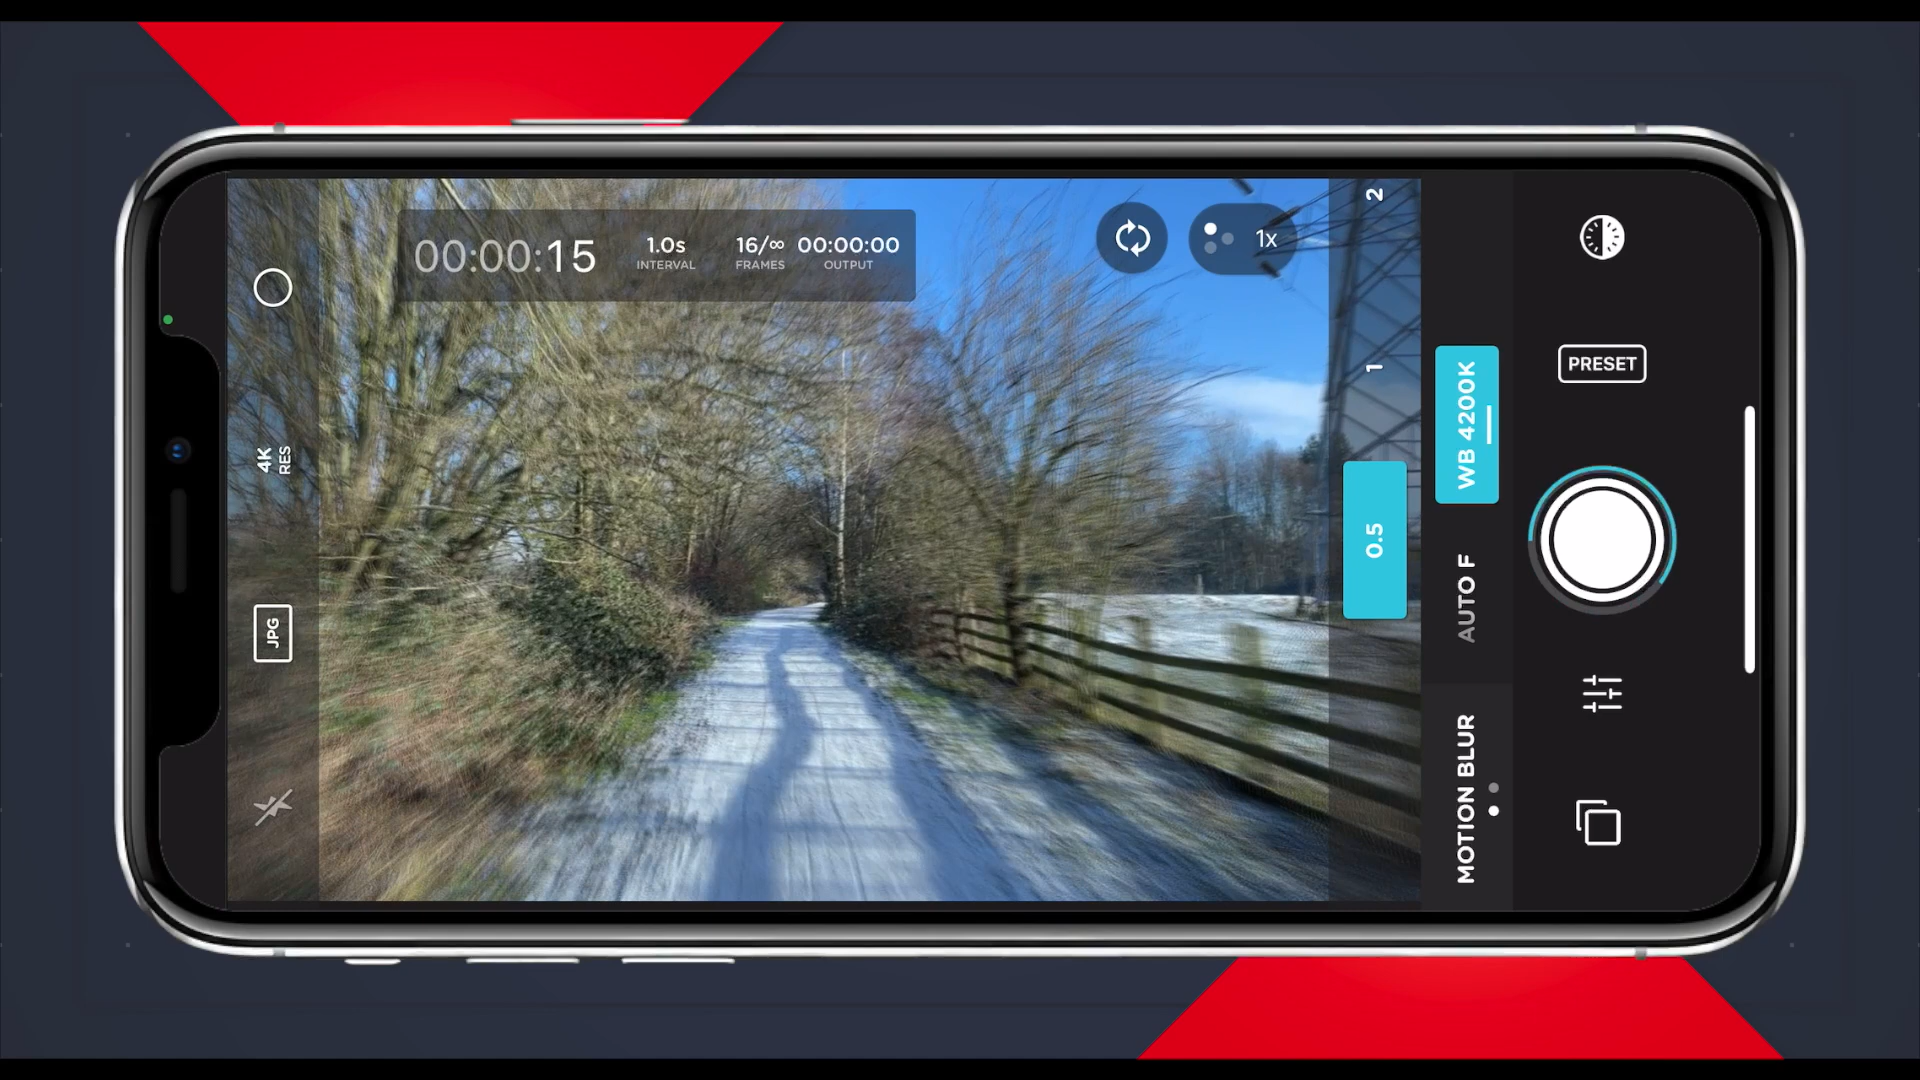 00:00:15
1.0s
INTERVAL
16/∞
FRAMES
00:00:00
OUTPUT
1x
4K
RES
JPG
2
1
0.5
WB 4200K
AUTO F
MOTION BLUR
PRESET